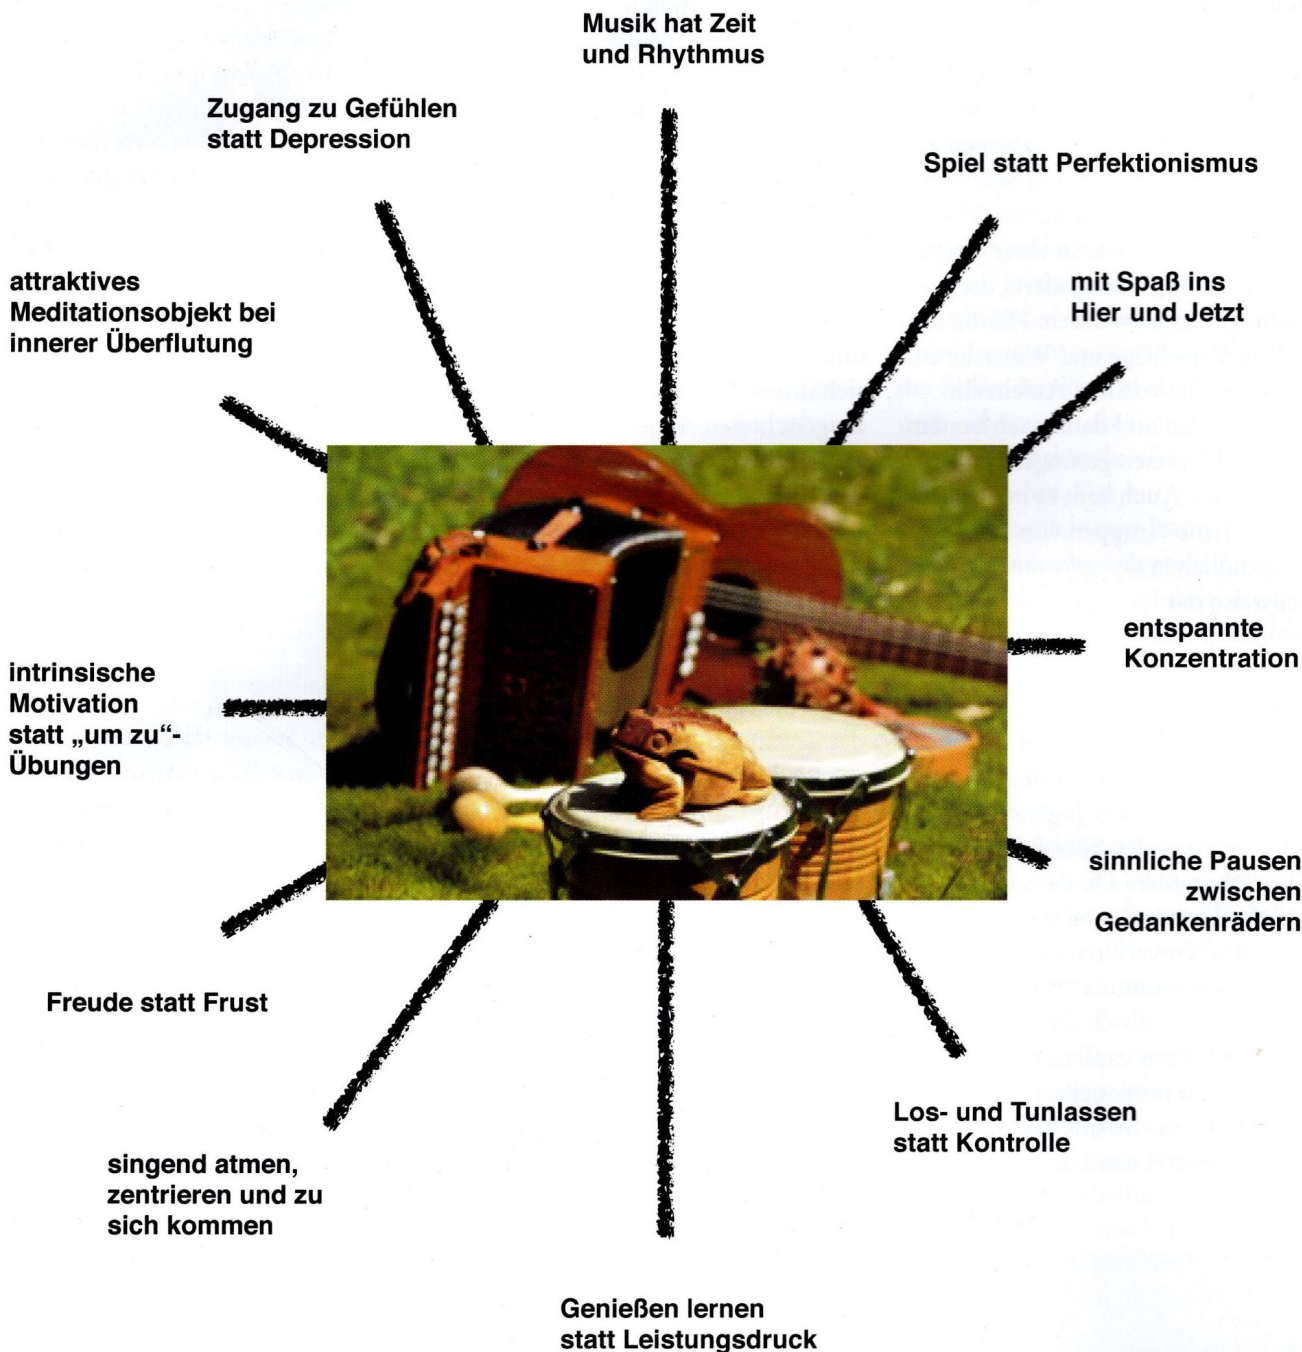 Musik hat Zeit
und Rhythmus
Zugang zu Gefühlen
statt Depression
Spiel statt Perfektionismus
attraktives
Meditationsobjekt bei
innerer Überflutung
mit Spaß ins
Hier und Jetzt
entspannte
Konzentration
intrinsische
Motivation
statt „um zu“-
Übungen
sinnliche Pausen
zwischen
Gedankenrädern
Freude statt Frust
Los- und Tunlassen
statt Kontrolle
singend atmen,
zentrieren und zu
sich kommen
Genießen lernen
statt Leistungsdruck